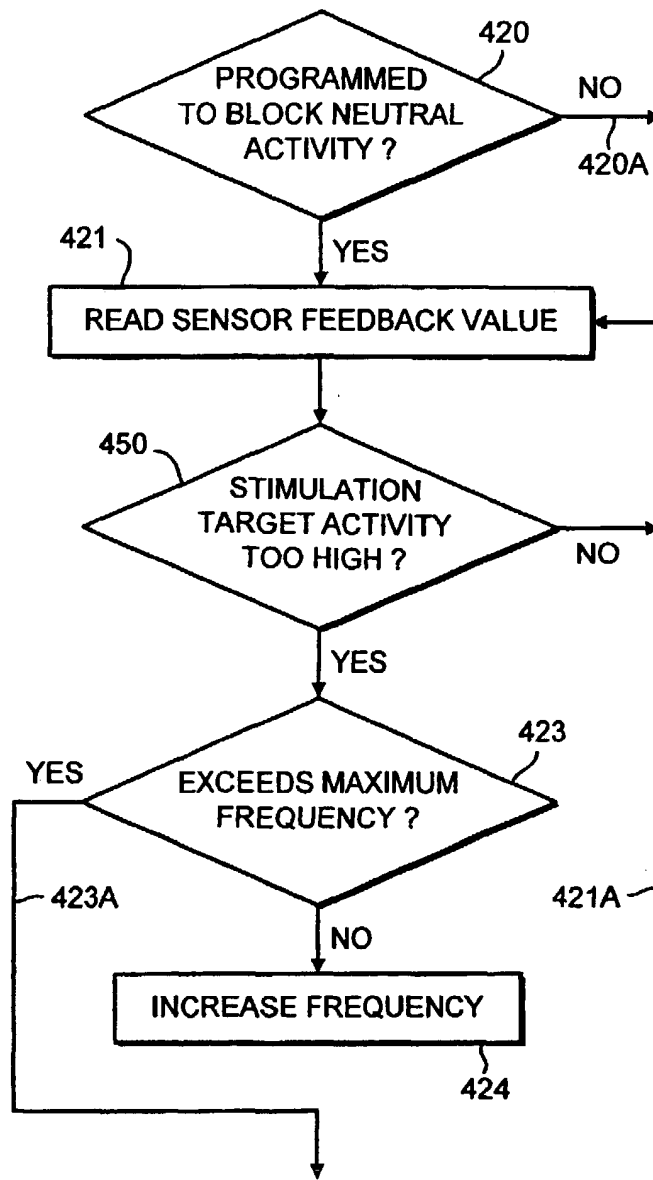 420
PROGRAMMED
TO BLOCK NEUTRAL
ACTIVITY ?
NO
420A
YES
421
READ SENSOR FEEDBACK VALUE
450
STIMULATION
TARGET ACTIVITY
TOO HIGH ?
NO
YES
423
YES
EXCEEDS MAXIMUM
FREQUENCY ?
423A
421A
NO
INCREASE FREQUENCY
424